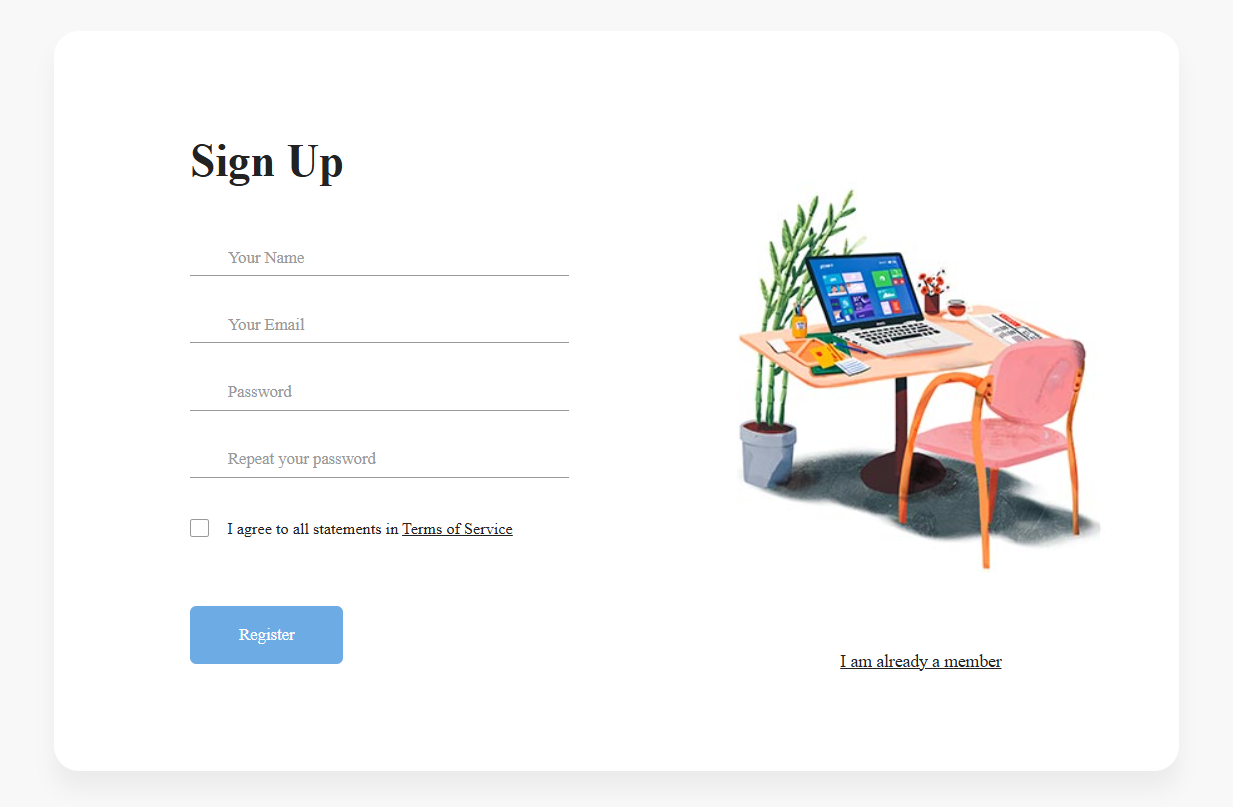 Sign Up
Your Name
Your Email
Password
Repeat your password
I agree to all statements in Terms of Service
Register
I am already a member